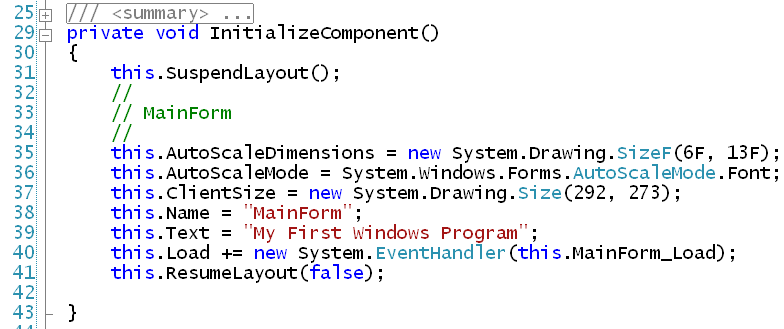 25 /// <summary> ...
29 private void InitializeComponent()
30 {
31 this.SuspendLayout();
32 //
33 // MainForm
34 //
35 this.AutoScaleDimensions = new System.Drawing.SizeF(6F, 13F);
36 this.AutoScaleMode = System.Windows.Forms.AutoScaleMode.Font;
37 this.ClientSize = new System.Drawing.Size(292, 273);
38 this.Name = "MainForm";
39 this.Text = "My First Windows Program";
40 this.Load += new System.EventHandler(this.MainForm_Load);
41 this.ResumeLayout(false);
42
43 }